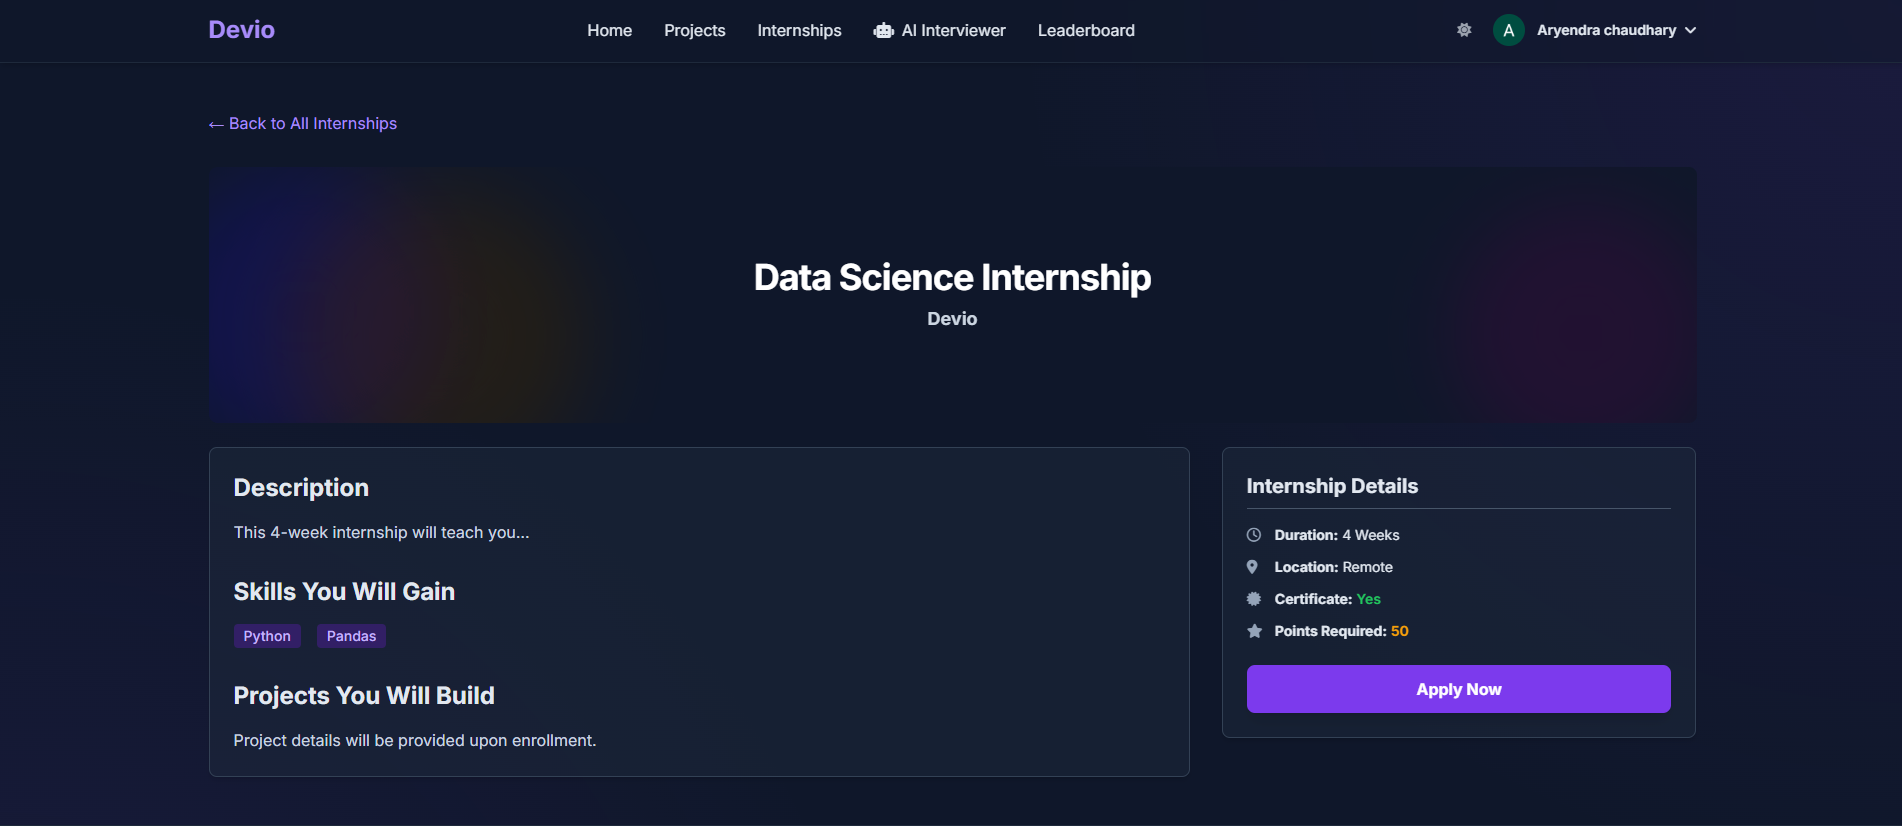 Devio
Home Projects Internships AI Interviewer Leaderboard
A Aryendra chaudhary
← Back to All Internships
Data Science Internship
Devio
Description
This 4-week internship will teach you...
Skills You Will Gain
Python Pandas
Projects You Will Build
Project details will be provided upon enrollment.
Internship Details
Duration: 4 Weeks
Location: Remote
Certificate: Yes
Points Required: 50
Apply Now